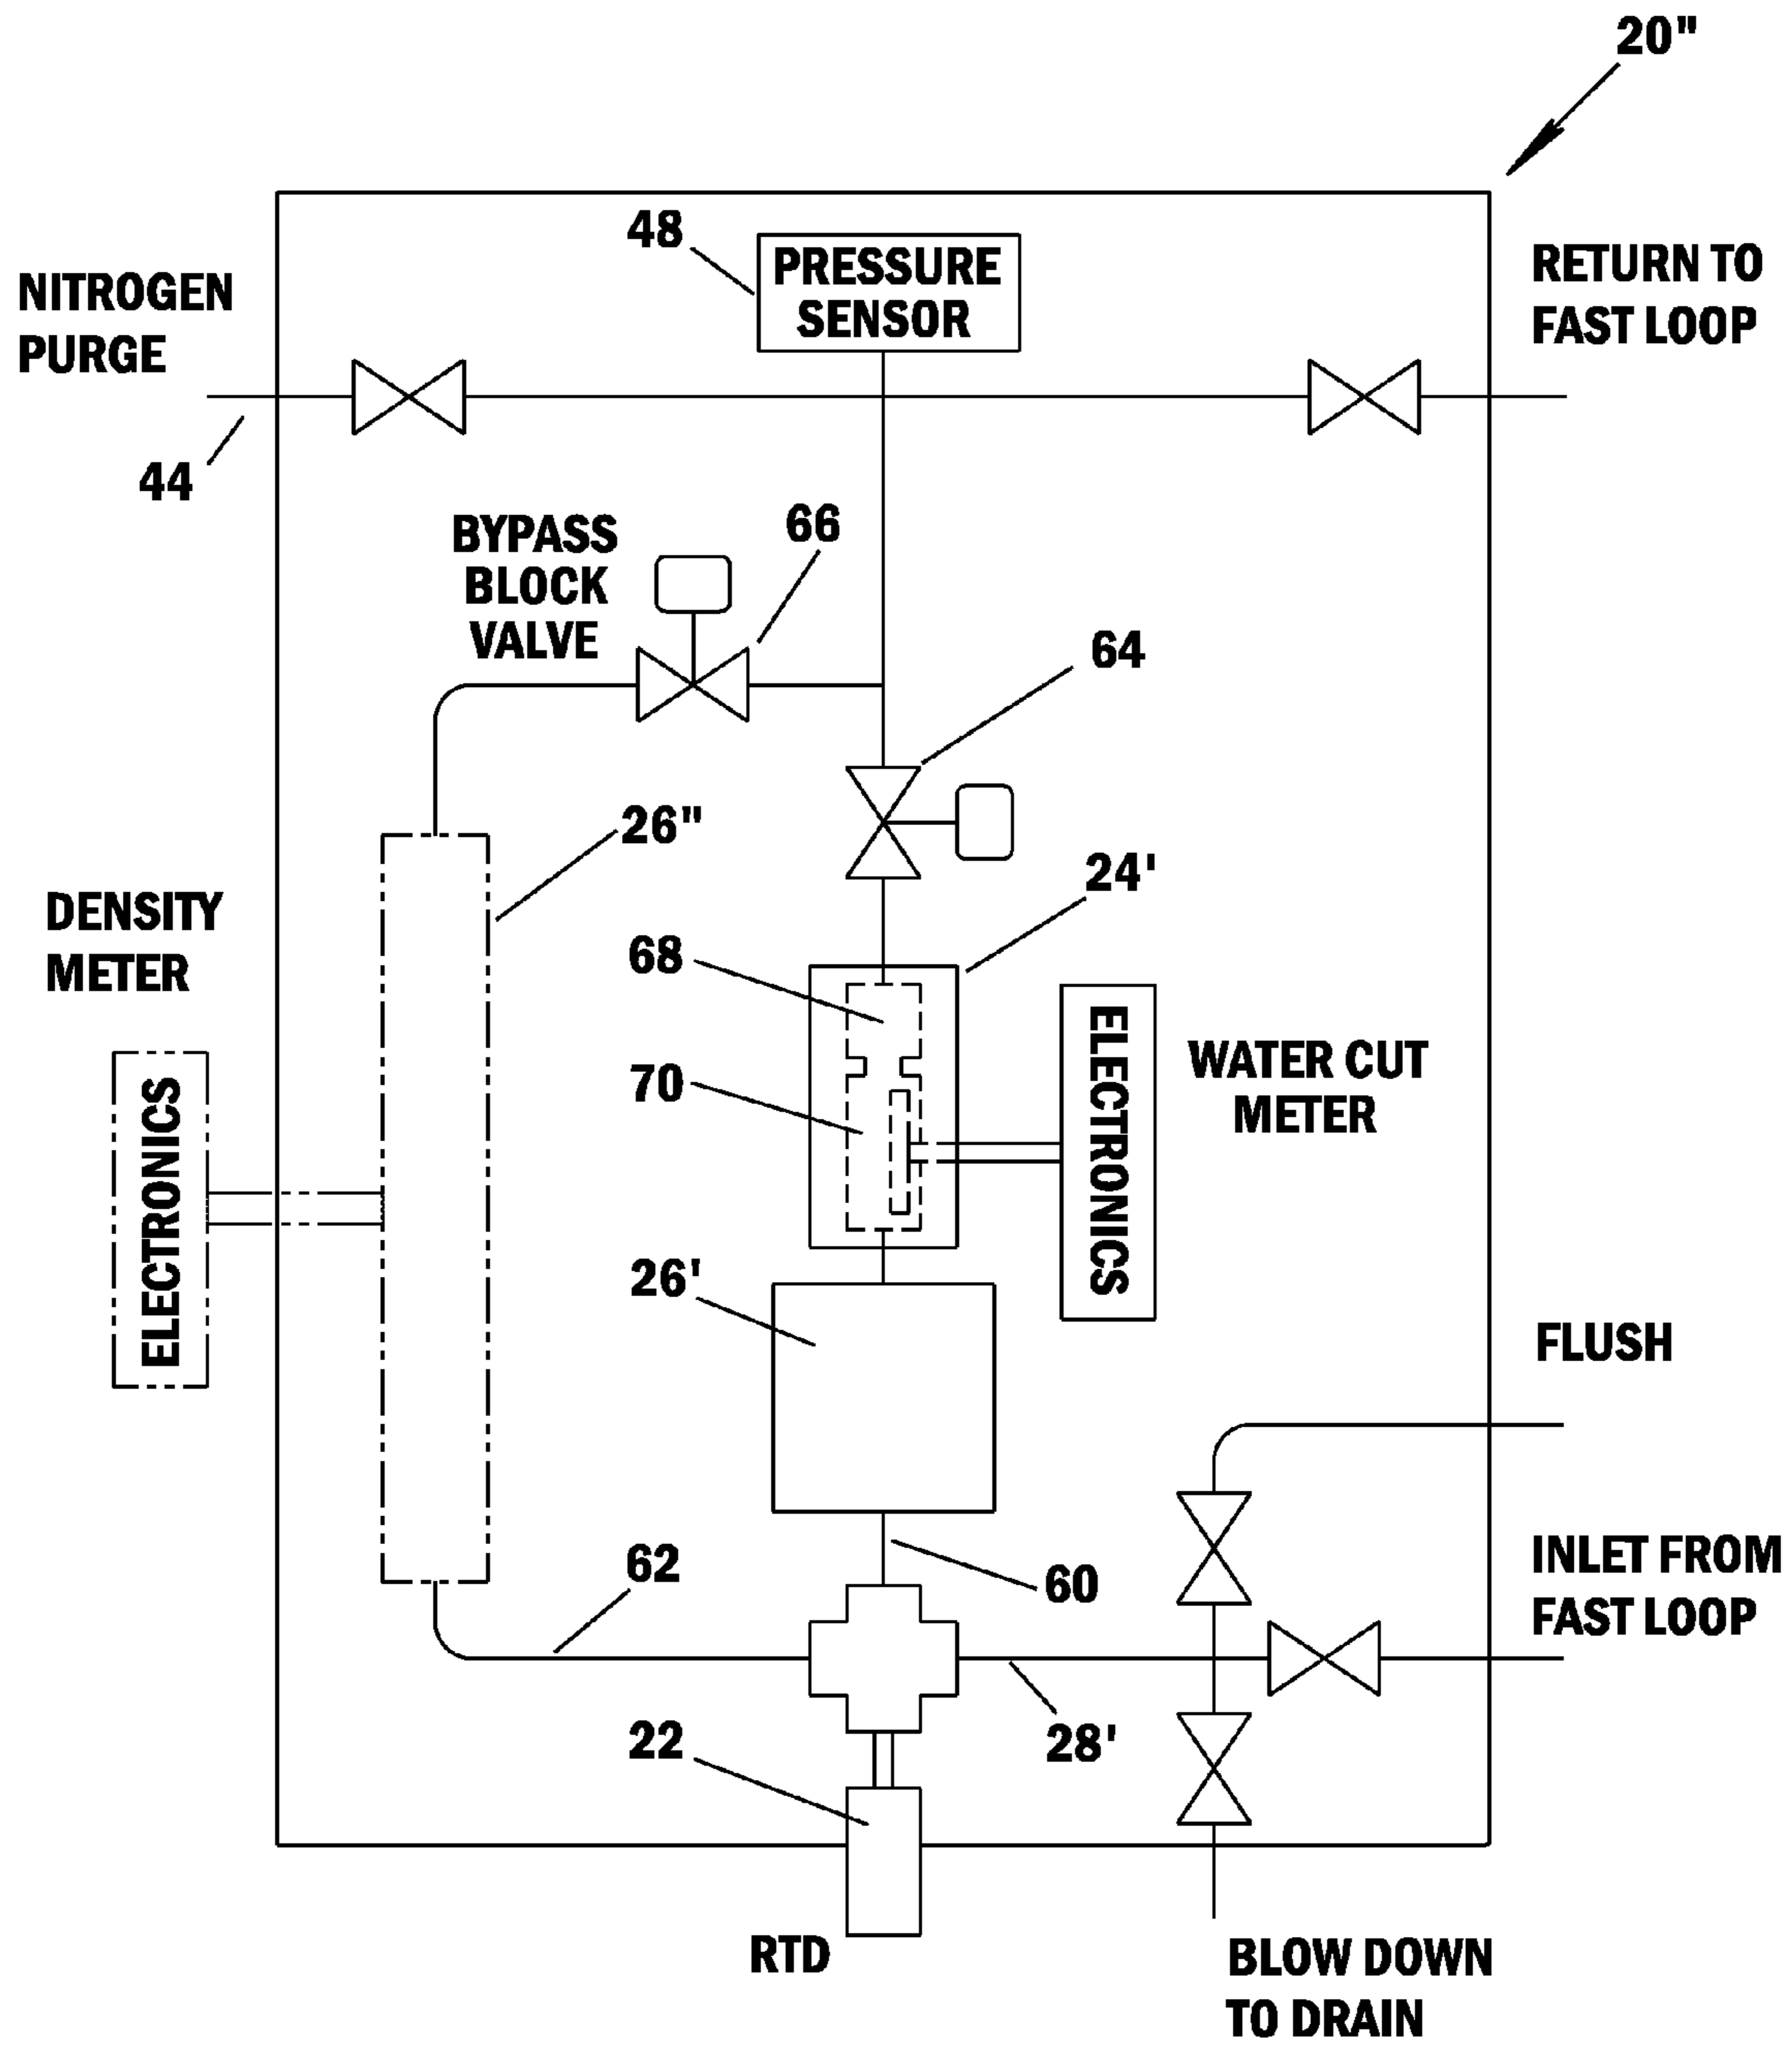 20"
48
PRESSURE
SENSOR
NITROGEN
PURGE
RETURN TO
FAST LOOP
44
BYPASS
BLOCK
VALVE
66
64
26"
24'
DENSITY
METER
68
ELECTRONICS
70
ELECTRONICS
WATER CUT
METER
26'
FLUSH
62
60
INLET FROM
FAST LOOP
22
28'
RTD
BLOW DOWN
TO DRAIN